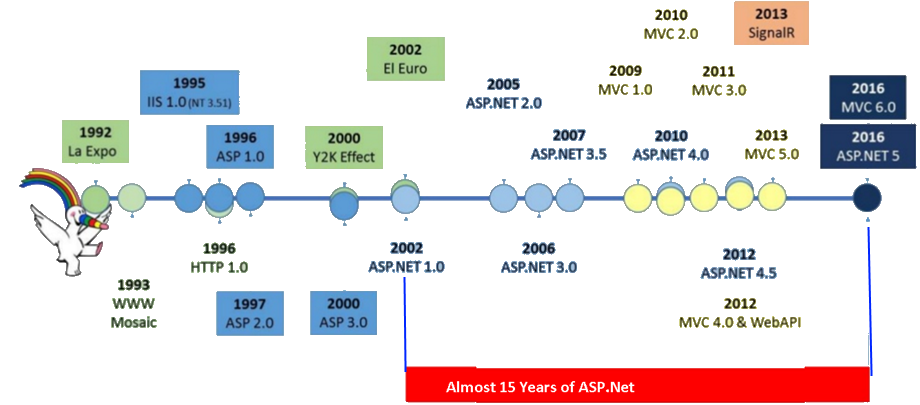 2010
MVC 2.0
2013
SignalR
2002
El Euro
1995
IIS 1.0 (NT 3.51)
2005
ASP.NET 2.0
2009
MVC 1.0
2011
MVC 3.0
2016
MVC 6.0
1992
La Expo
1996
ASP 1.0
2000
Y2K Effect
2007
ASP.NET 3.5
2010
ASP.NET 4.0
2013
MVC 5.0
2016
ASP.NET 5
1996
HTTP 1.0
2002
ASP.NET 1.0
2006
ASP.NET 3.0
2012
ASP.NET 4.5
1993
WWW
Mosaic
1997
ASP 2.0
2000
ASP 3.0
2012
MVC 4.0 & WebAPI
Almost 15 Years of ASP.Net